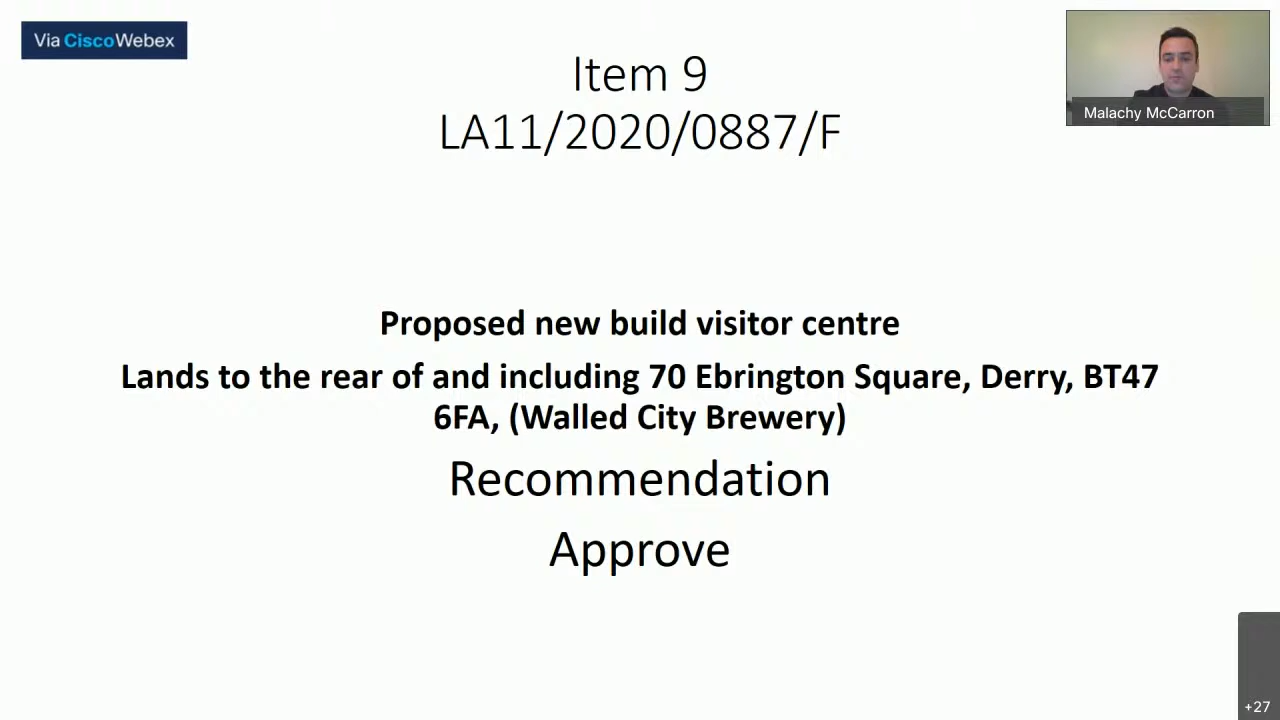 Via CiscoWebex
Item 9
LA11/2020/0887/F
Malachy McCarron
Proposed new build visitor centre
Lands to the rear of and including 70 Ebrington Square, Derry, BT47
6FA, (Walled City Brewery)
Recommendation
Approve
+27